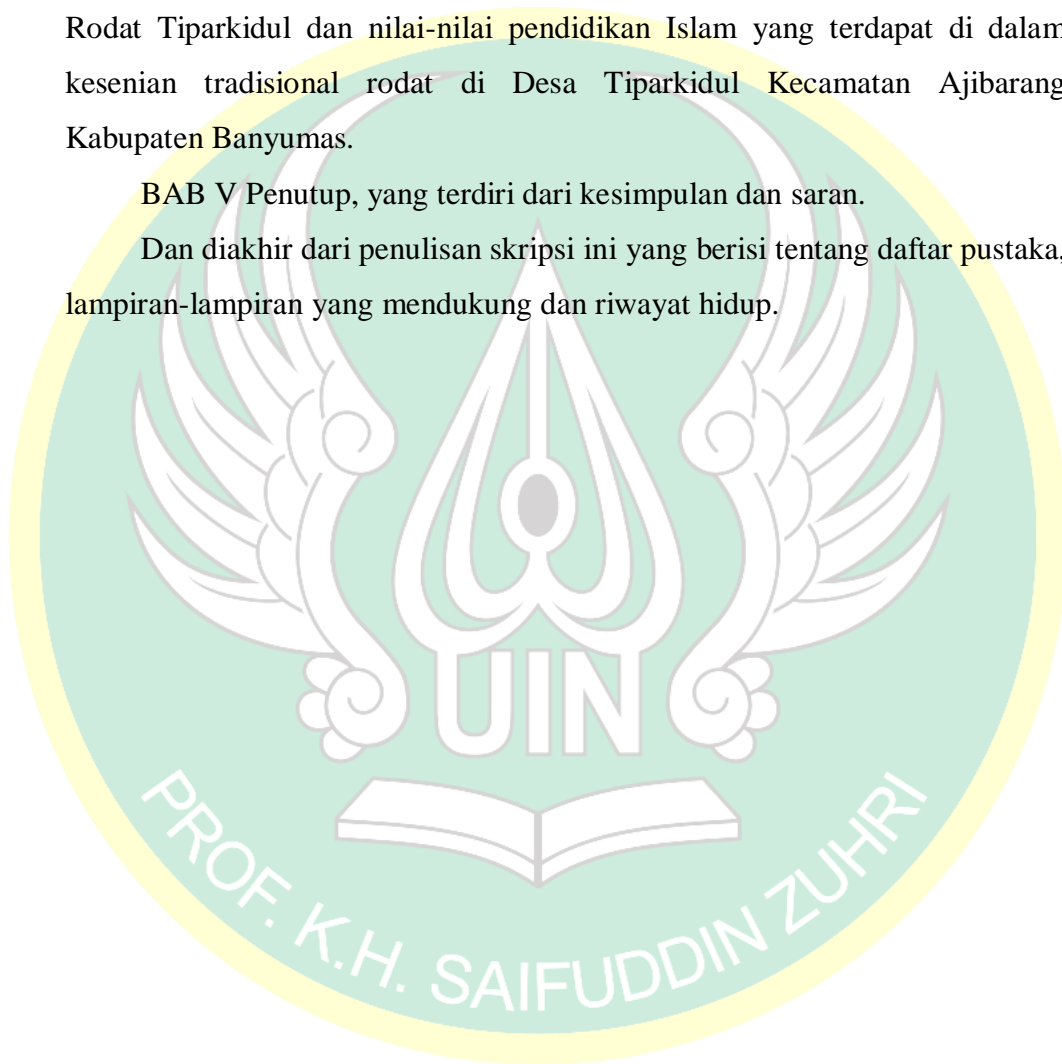 Rodat Tiparkidul dan nilai-nilai pendidikan Islam yang terdapat di dalam
kesenian tradisional rodat di Desa Tiparkidul Kecamatan Ajibarang
Kabupaten Banyumas.
BAB V Penutup, yang terdiri dari kesimpulan dan saran.
Dan diakhir dari penulisan skripsi ini yang berisi tentang daftar pustaka,
lampiran-lampiran yang mendukung dan riwayat hidup.
UIN
PROF. K.H. SAIFUDDIN ZUHRI